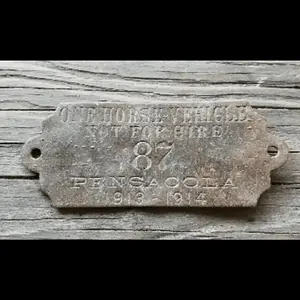 ONE HORSE VEHICLE
NOT FOR HIRE
87
PENSACOLA
1913-1914